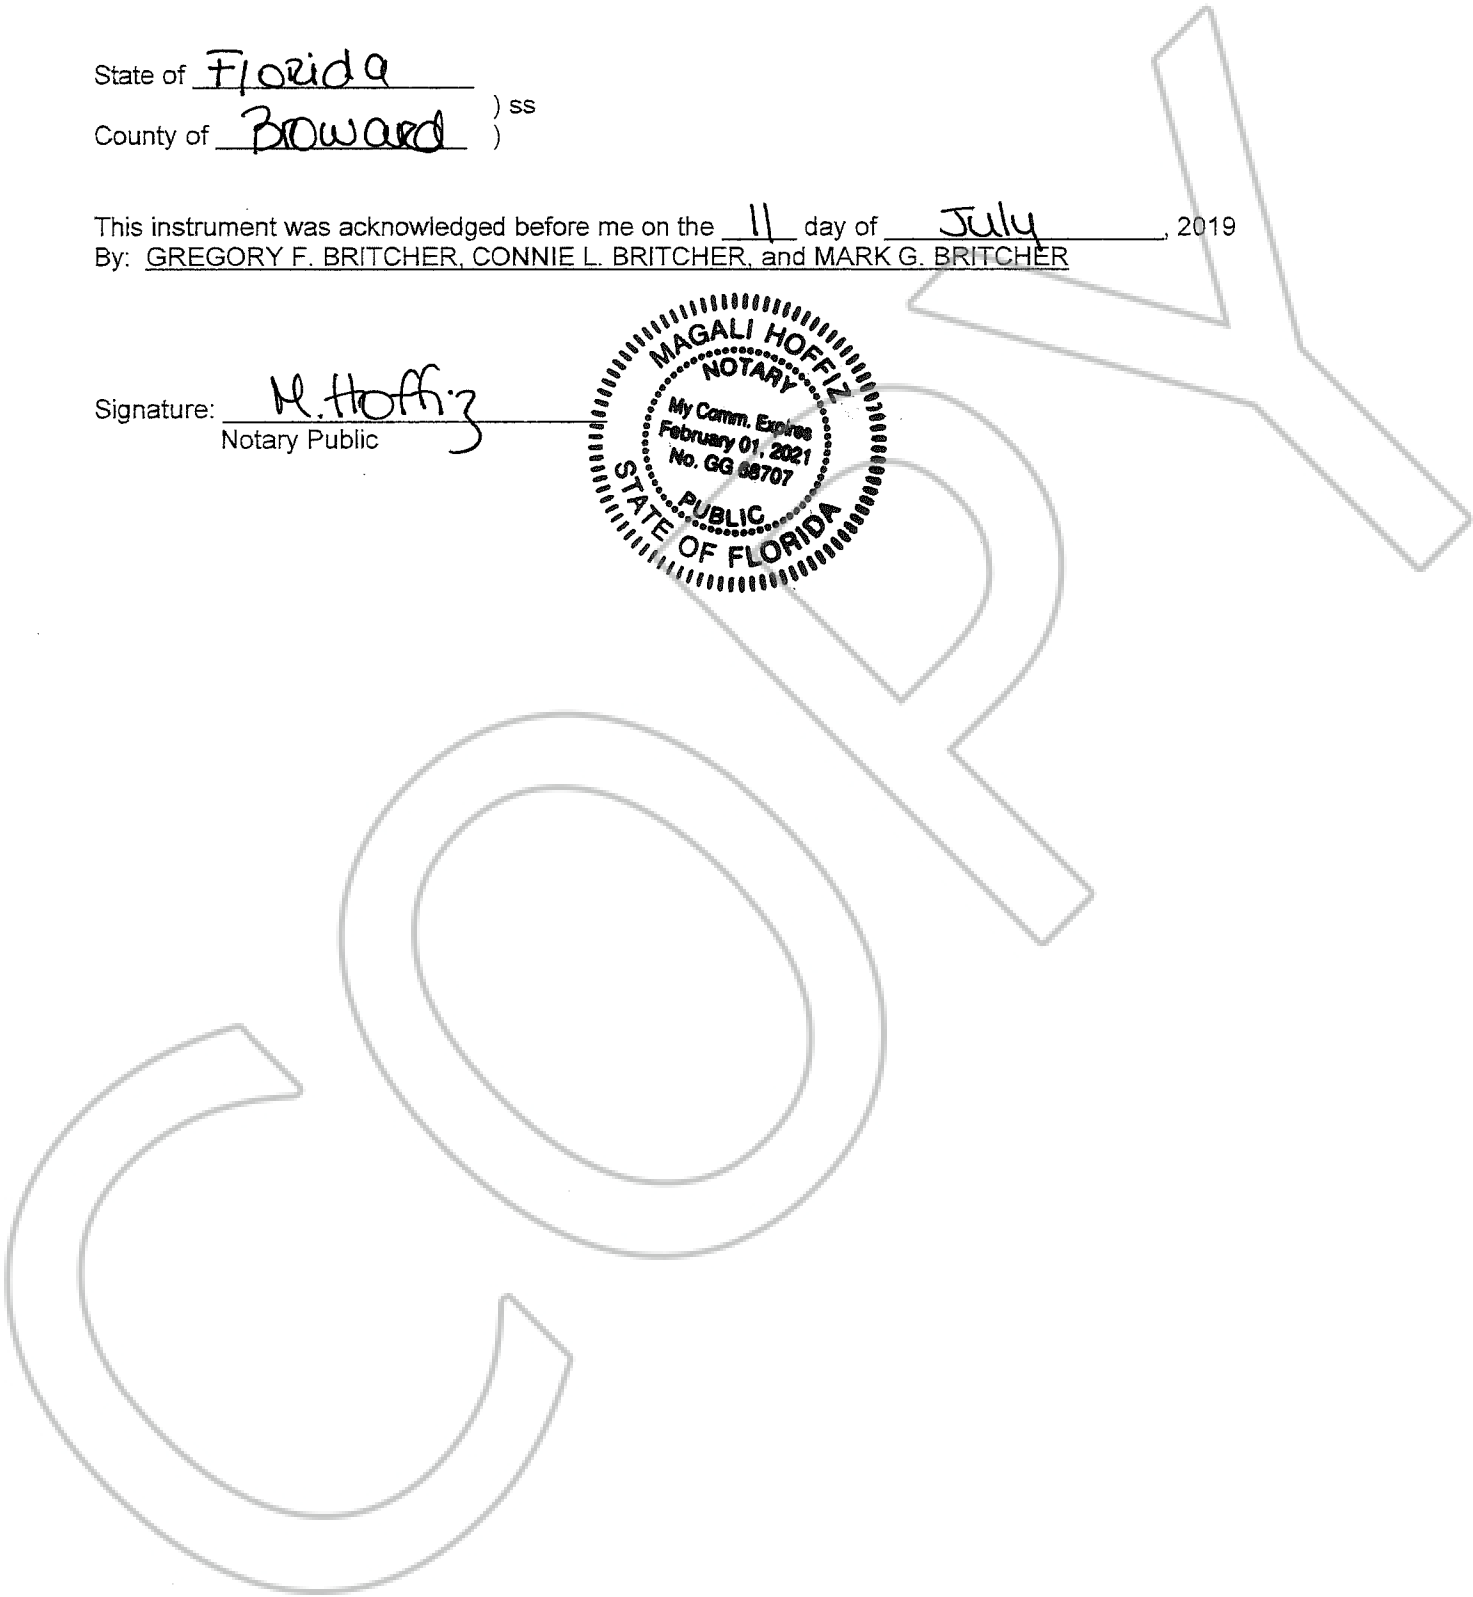 State of Florida
) ss
County of Broward )
This instrument was acknowledged before me on the 11 day of July, 2019
By: GREGORY F. BRITCHER, CONNIE L. BRITCHER, and MARK G. BRITCHER
Signature: M. Hoffiz
Notary Public
MAGALI HOFFIZ
NOTARY
My Comm. Expires
February 01, 2021
No. GG 68707
PUBLIC
STATE OF FLORIDA
COPY